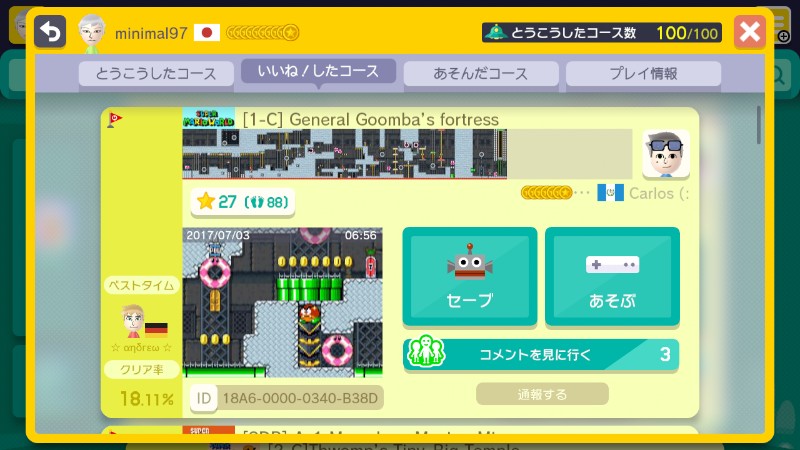 minimal97
とうこうしたコース数 100/100
とうこうしたコース
いいね!したコース
あそんだコース
プレイ情報
SUPER MARIO WORLD
[1-C] General Goomba's fortress
27 (88)
Carlos (:
2017/07/03 06:56
ベストタイム
☆ αηδrεω ☆
クリア率
18.11%
セーブ
あそぶ
コメントを見に行く 3
ID 18A6-0000-0340-B38D
通報する